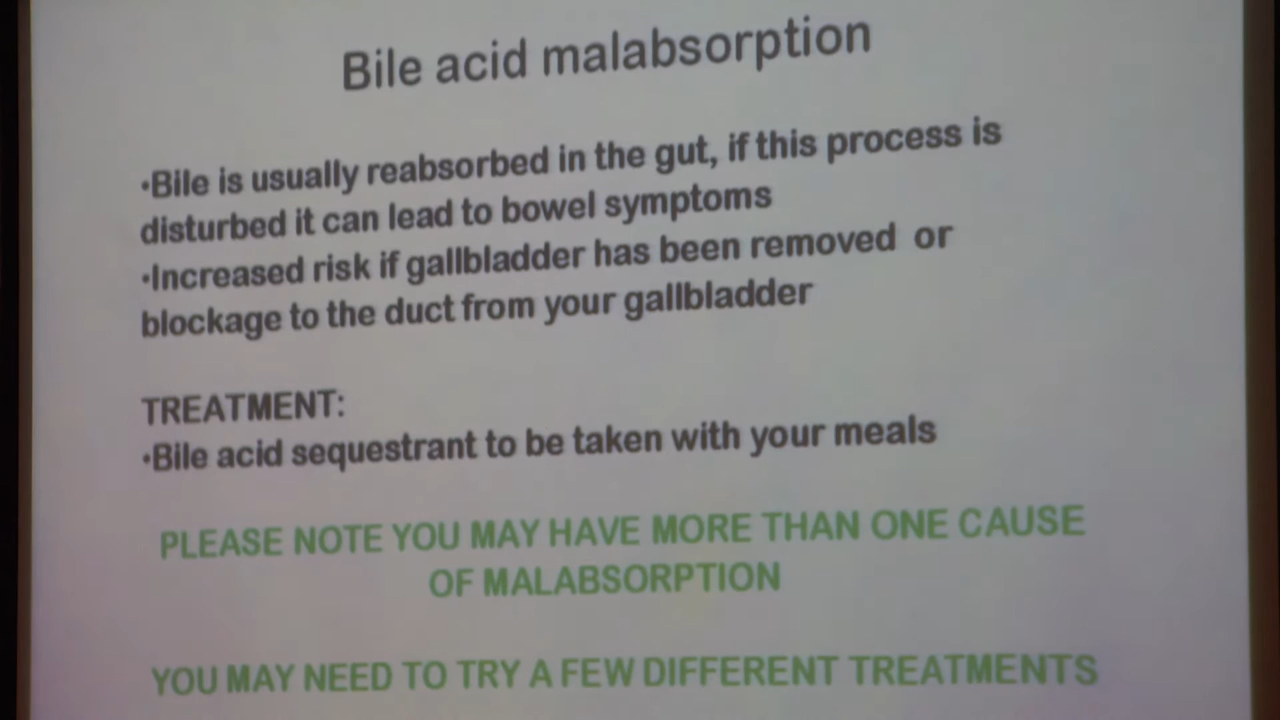 Bile acid malabsorption
•Bile is usually reabsorbed in the gut, if this process is
disturbed it can lead to bowel symptoms
•Increased risk if gallbladder has been removed or
blockage to the duct from your gallbladder
TREATMENT:
•Bile acid sequestrant to be taken with your meals
PLEASE NOTE YOU MAY HAVE MORE THAN ONE CAUSE
OF MALABSORPTION
YOU MAY NEED TO TRY A FEW DIFFERENT TREATMENTS